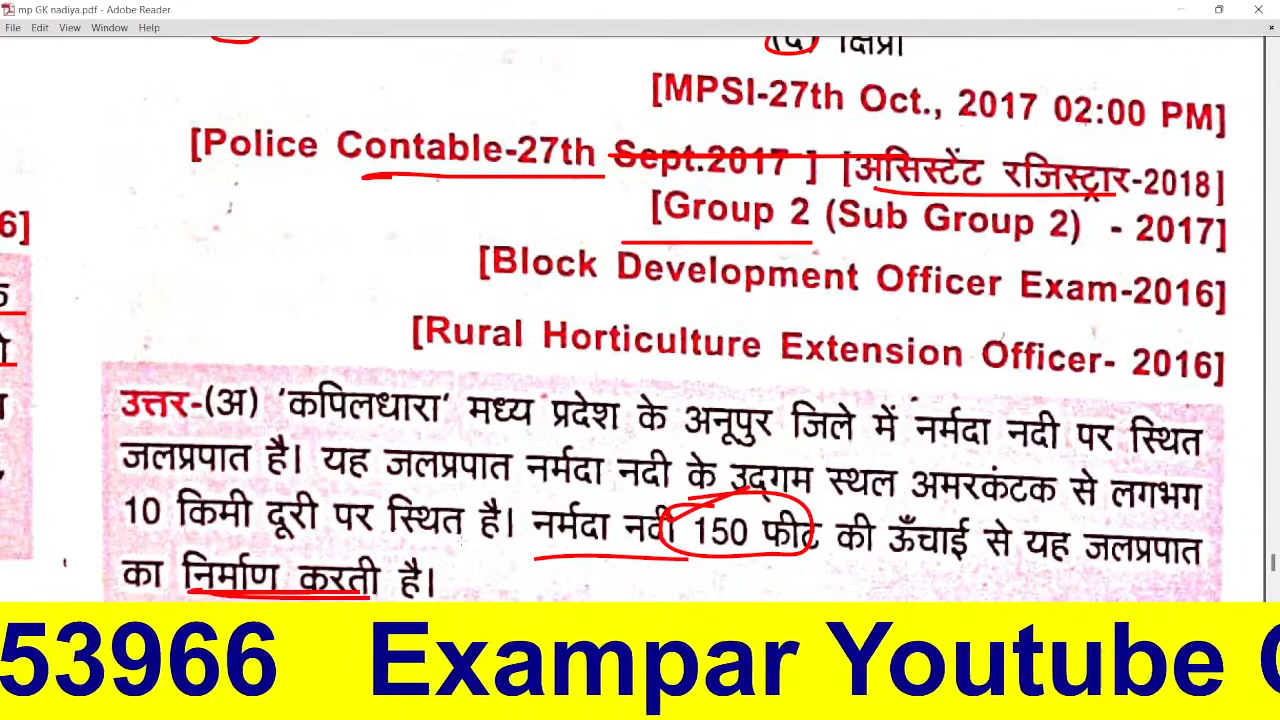 mp GK nadiya.pdf - Adobe Reader
File Edit View Window Help
(द) क्षिप्रा
[MPSI-27th Oct., 2017 02:00 PM]
[Police Contable-27th Sept.2017 ] [असिस्टेंट रजिस्ट्रार-2018]
[Group 2 (Sub Group 2) - 2017]
6]
[Block Development Officer Exam-2016]
[Rural Horticulture Extension Officer- 2016]
उत्तर-(अ) 'कपिलधारा' मध्य प्रदेश के अनूपुर जिले में नर्मदा नदी पर स्थित
जलप्रपात है। यह जलप्रपात नर्मदा नदी के उद्गम स्थल अमरकंटक से लगभग
10 किमी दूरी पर स्थित है। नर्मदा नदी 150 फीट की ऊँचाई से यह जलप्रपात
का निर्माण करती है।
53966 Exampar Youtube C